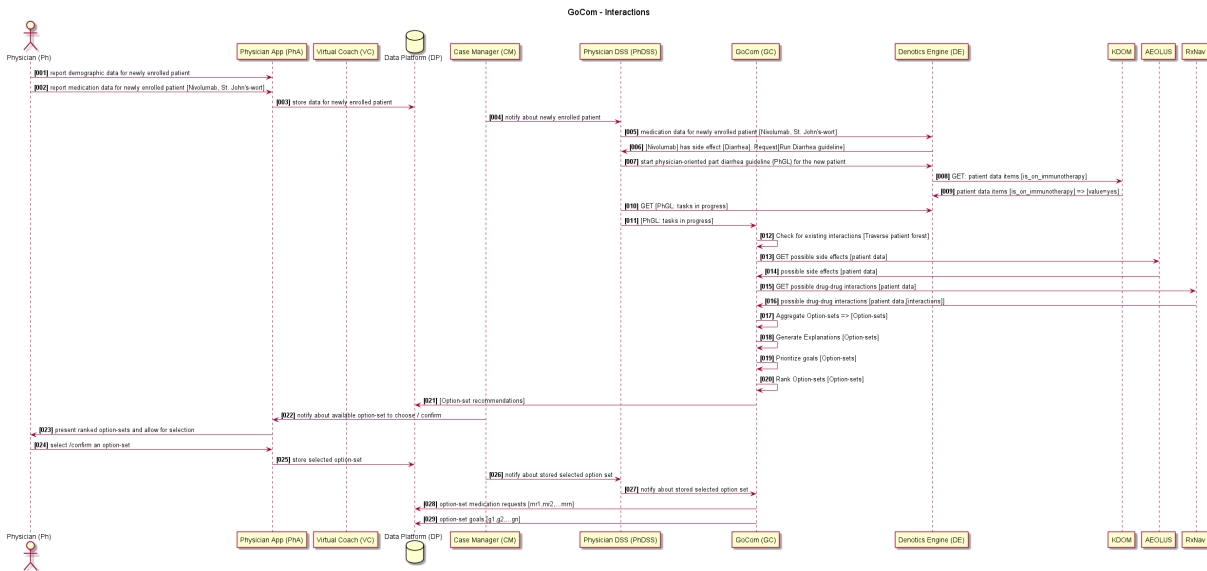 GoCom - Interactions
Physician (Ph)
Physician App (PhA)
Virtual Coach (VC)
Data Platform (DP)
Case Manager (CM)
Physician DSS (PhDSS)
GoCom (GC)
Denotics Engine (DE)
KDOM
AEOLUS
RxNav
[001] report demographic data for newly enrolled patient
[002] report medication data for newly enrolled patient [Nivolumab, St. John's-wort]
[003] store data for newly enrolled patient
[004] notify about newly enrolled patient
[005] medication data for newly enrolled patient [Nivolumab, St. John's-wort]
[006] [Nivolumab] has side effect [Diarrhea], Request[Run Diarrhea guideline]
[007] start physician-oriented part diarrhea guideline (PhGL) for the new patient
[008] GET: patient data items [is_on_immunotherapy]
[009] patient data items [is_on_immunotherapy] => [value=yes]
[010] GET [PhGL: tasks in progress]
[011] [PhGL: tasks in progress]
[012] Check for existing interactions [Traverse patient forest]
[013] GET possible side effects [patient data]
[014] possible side effects [patient data]
[015] GET possible drug-drug interactions [patient data]
[016] possible drug-drug interactions [patient data,[interactions]]
[017] Aggregate Option-sets => [Option-sets]
[018] Generate Explanations [Option-sets]
[019] Prioritize goals [Option-sets]
[020] Rank Option-sets [Option-sets]
[021] [Option-set recommendations]
[022] notify about available option-set to choose / confirm
[023] present ranked option-sets and allow for selection
[024] select /confirm an option-set
[025] store selected option-set
[026] notify about stored selected option set
[027] notify about stored selected option set
[028] option-set medication requests [mr1,mr2,...mrn]
[029] option-set goals [g1,g2,...gn]
Physician (Ph)
Physician App (PhA)
Virtual Coach (VC)
Data Platform (DP)
Case Manager (CM)
Physician DSS (PhDSS)
GoCom (GC)
Denotics Engine (DE)
KDOM
AEOLUS
RxNav